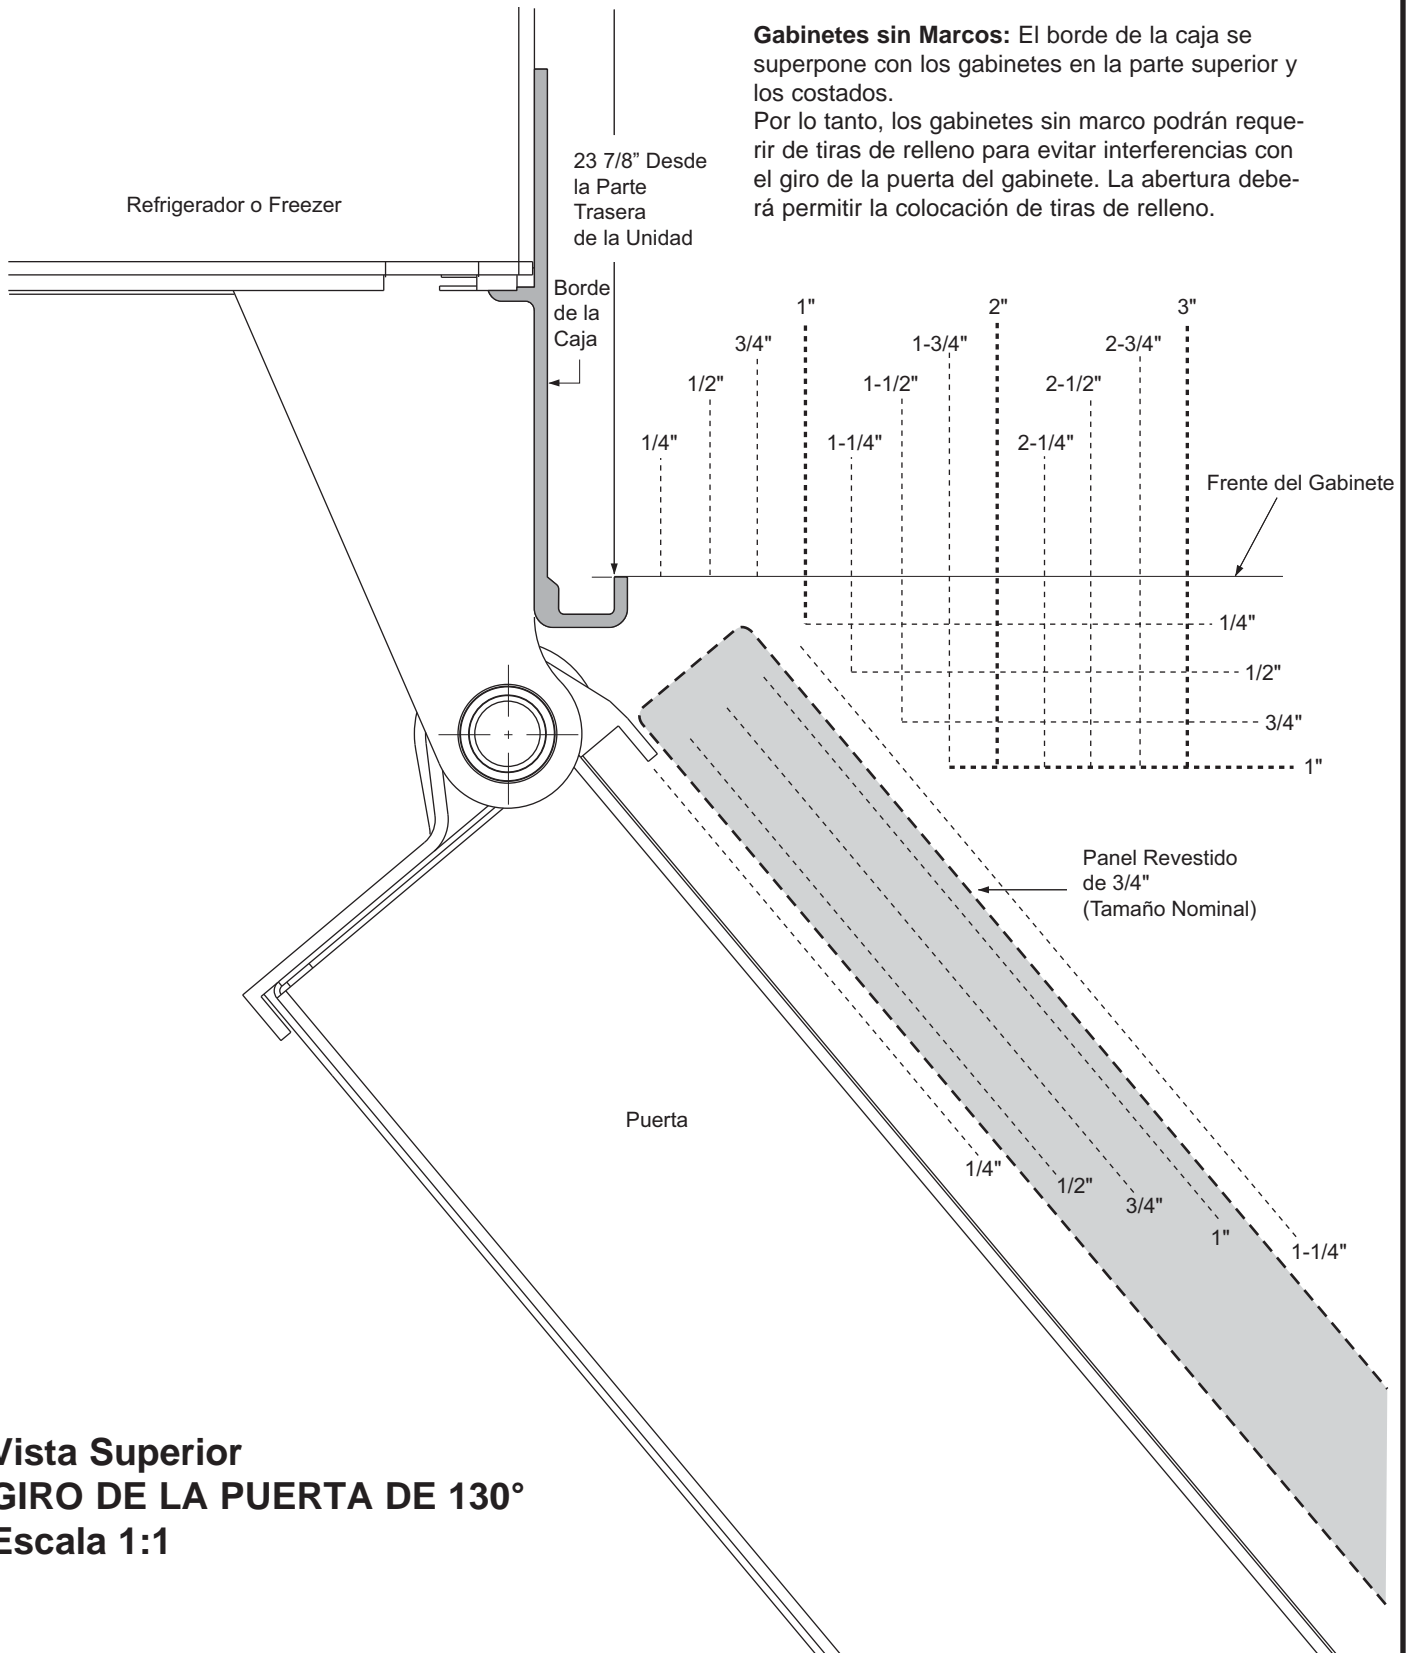 Gabinetes sin Marcos: El borde de la caja se
superpone con los gabinetes en la parte superior y
los costados.
Por lo tanto, los gabinetes sin marco podrán reque-
rir de tiras de relleno para evitar interferencias con
el giro de la puerta del gabinete. La abertura debe-
rá permitir la colocación de tiras de relleno.
23 7/8” Desde
la Parte
Trasera
de la Unidad
Refrigerador o Freezer
Borde
de la
Caja
1"
2"
3"
3/4"
1-3/4"
2-3/4"
1/2"
1-1/2"
2-1/2"
1/4"
1-1/4"
2-1/4"
Frente del Gabinete
1/4"
1/2"
3/4"
1"
Panel Revestido
de 3/4"
(Tamaño Nominal)
Puerta
1/4"
1/2"
3/4"
1"
1-1/4"
Vista Superior
GIRO DE LA PUERTA DE 130°
Escala 1:1